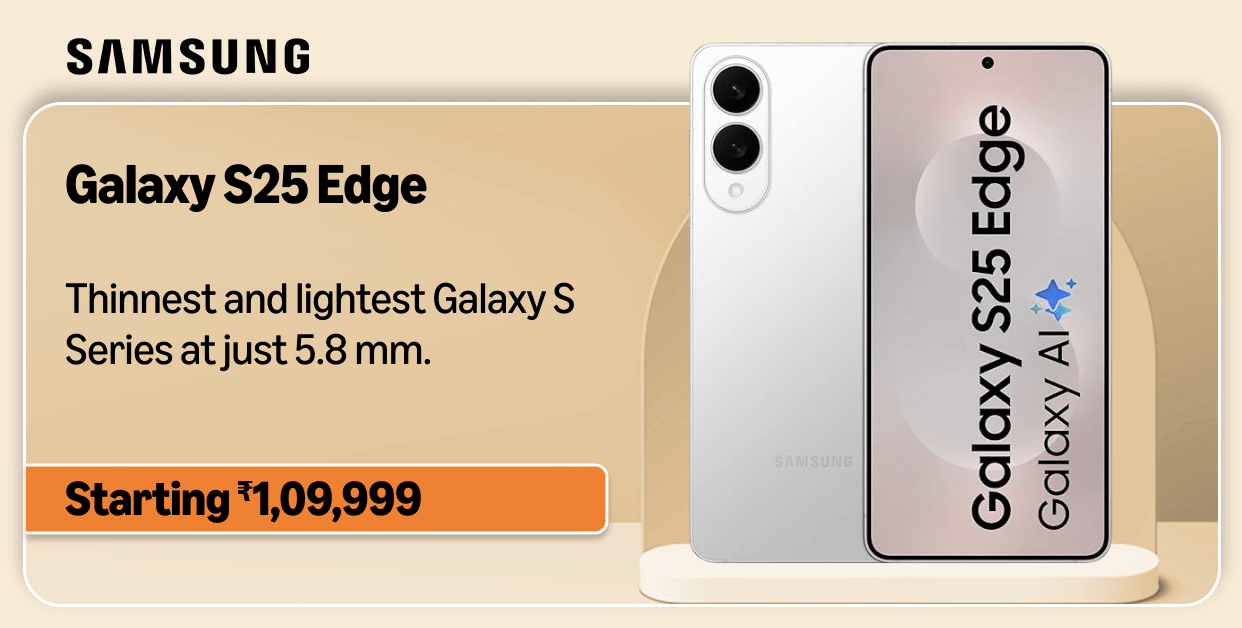 SAMSUNG
Galaxy S25 Edge
Thinnest and lightest Galaxy S
Series at just 5.8 mm.
Starting ₹1,09,999
SAMSUNG
Galaxy S25 Edge
Galaxy AI